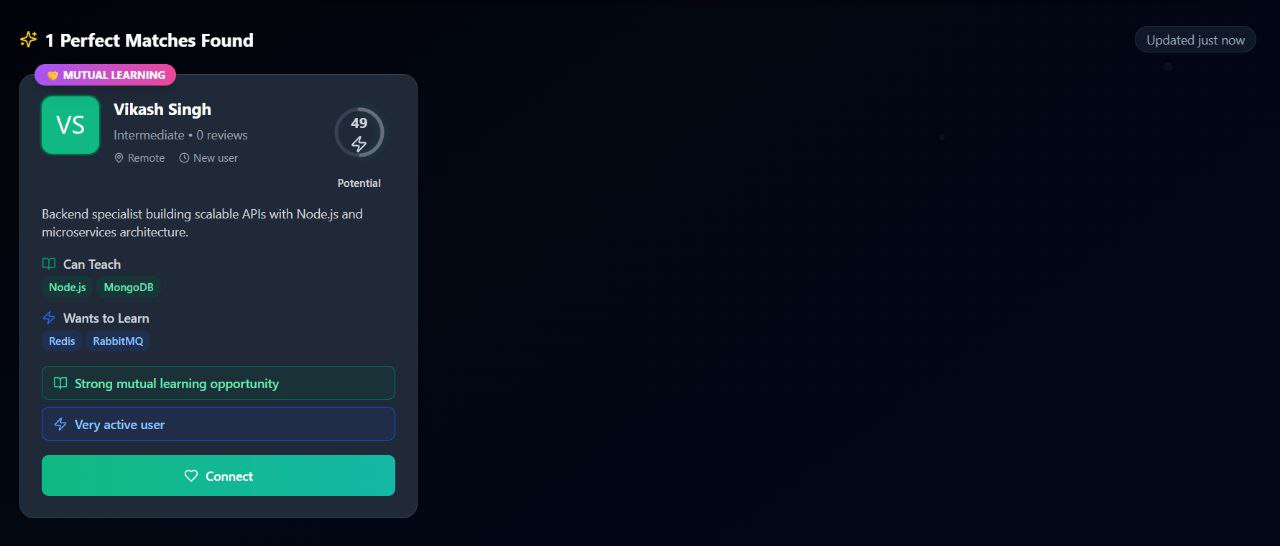 1 Perfect Matches Found
Updated just now
MUTUAL LEARNING
VS
Vikash Singh
Intermediate • 0 reviews
Remote
New user
49
Potential
Backend specialist building scalable APIs with Node.js and
microservices architecture.
Can Teach
Node.js
MongoDB
Wants to Learn
Redis
RabbitMQ
Strong mutual learning opportunity
Very active user
Connect